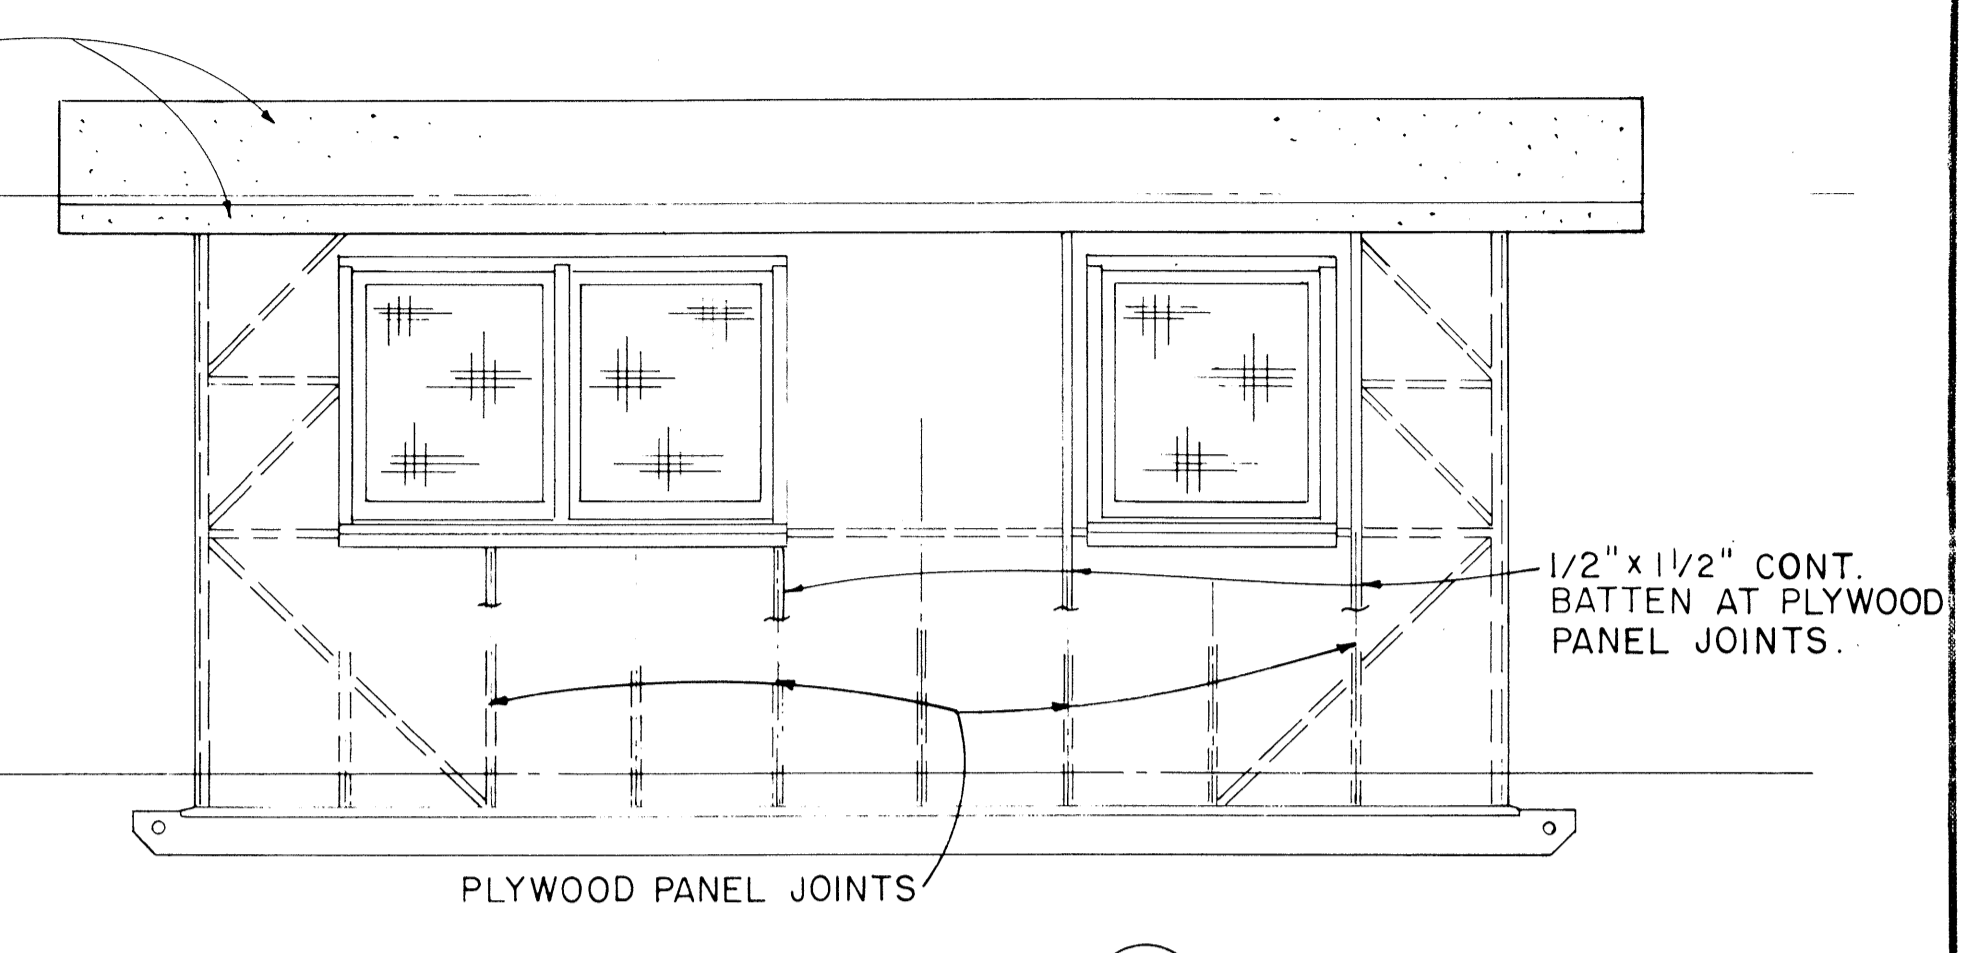 1/2" x 1 1/2" CONT.
BATTEN AT PLYWOOD
PANEL JOINTS.
PLYWOOD PANEL JOINTS